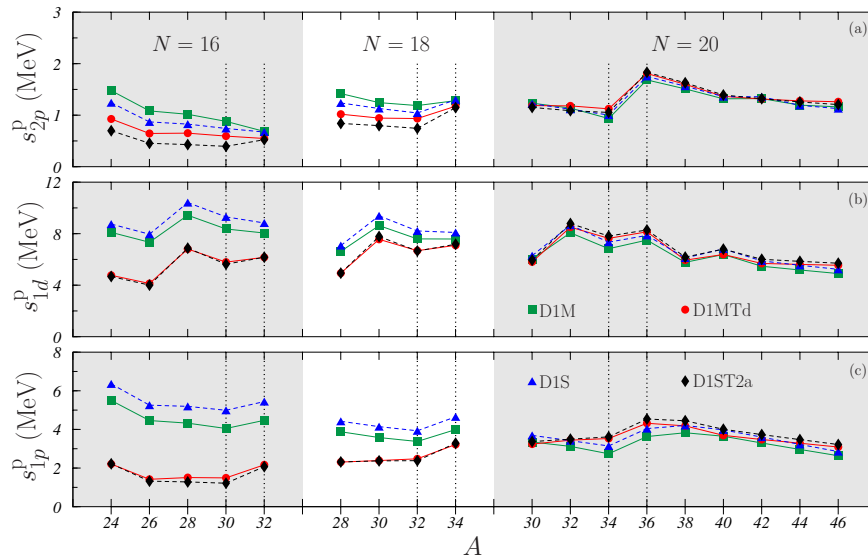 N = 16 N = 18 N = 20
(a)
s^p_{2p} (MeV)
3
2
1
0
(b)
s^p_{1d} (MeV)
12
8
4
0
D1M D1MTd
(c)
s^p_{1p} (MeV)
8
6
4
2
0
D1S D1ST2a
24 26 28 30 32 28 30 32 34 30 32 34 36 38 40 42 44 46
A